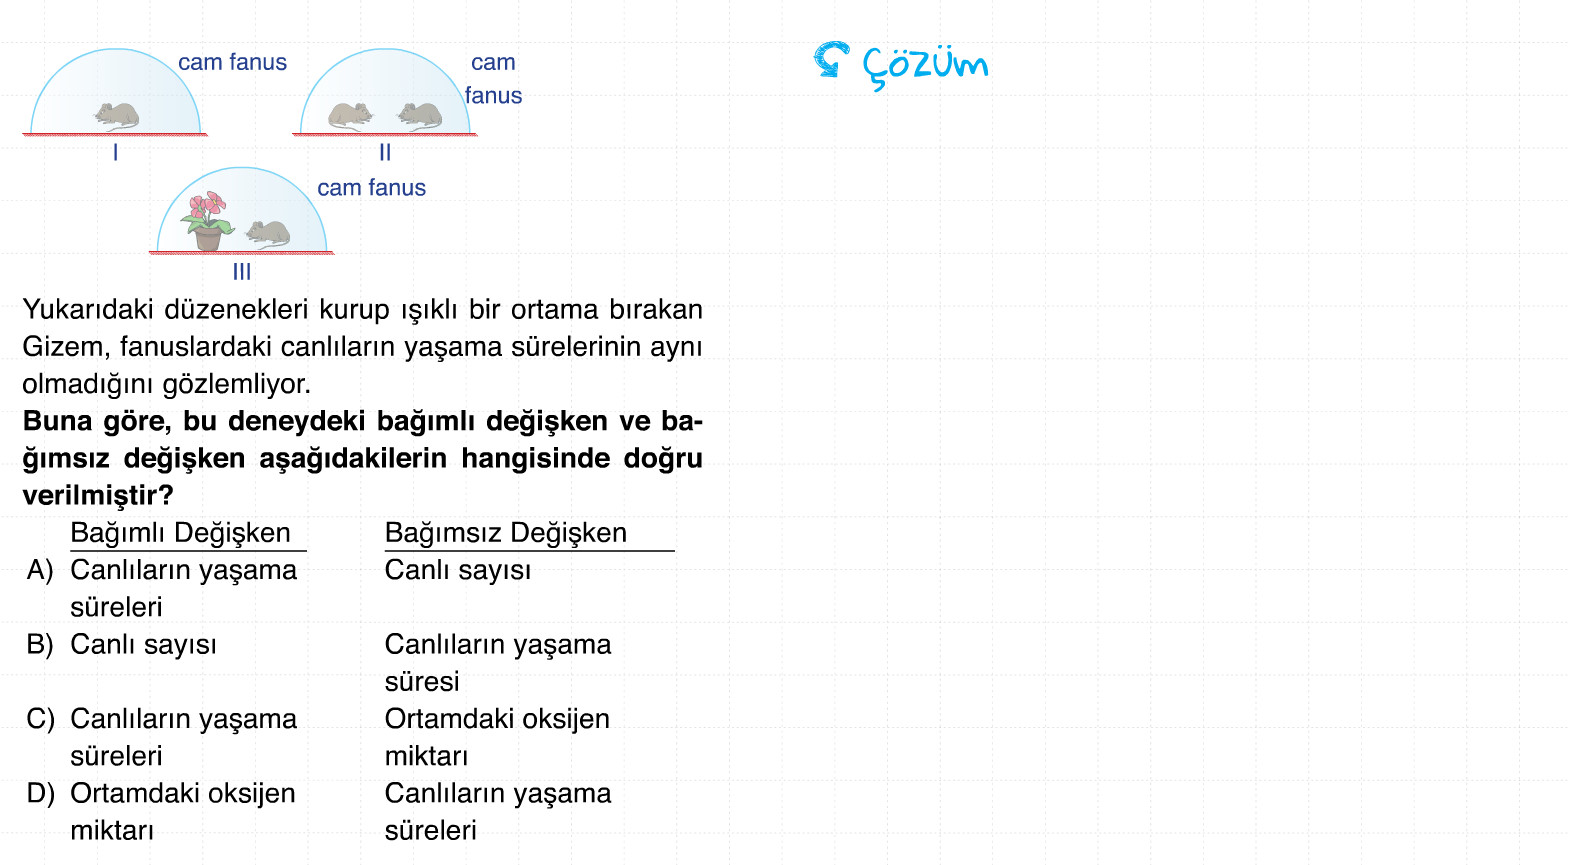 cam fanus
cam
fanus
I
II
cam fanus
III
Yukarıdaki düzenekleri kurup ışıklı bir ortama bırakan
Gizem, fanuslardaki canlıların yaşama sürelerinin aynı
olmadığını gözlemliyor.
Buna göre, bu deneydeki bağımlı değişken ve ba-
ğımsız değişken aşağıdakilerin hangisinde doğru
verilmiştir?
Bağımlı Değişken Bağımsız Değişken
A) Canlıların yaşama Canlı sayısı
süreleri
B) Canlı sayısı Canlıların yaşama
süresi
C) Canlıların yaşama Ortamdaki oksijen
süreleri miktarı
D) Ortamdaki oksijen Canlıların yaşama
miktarı süreleri
Çözüm